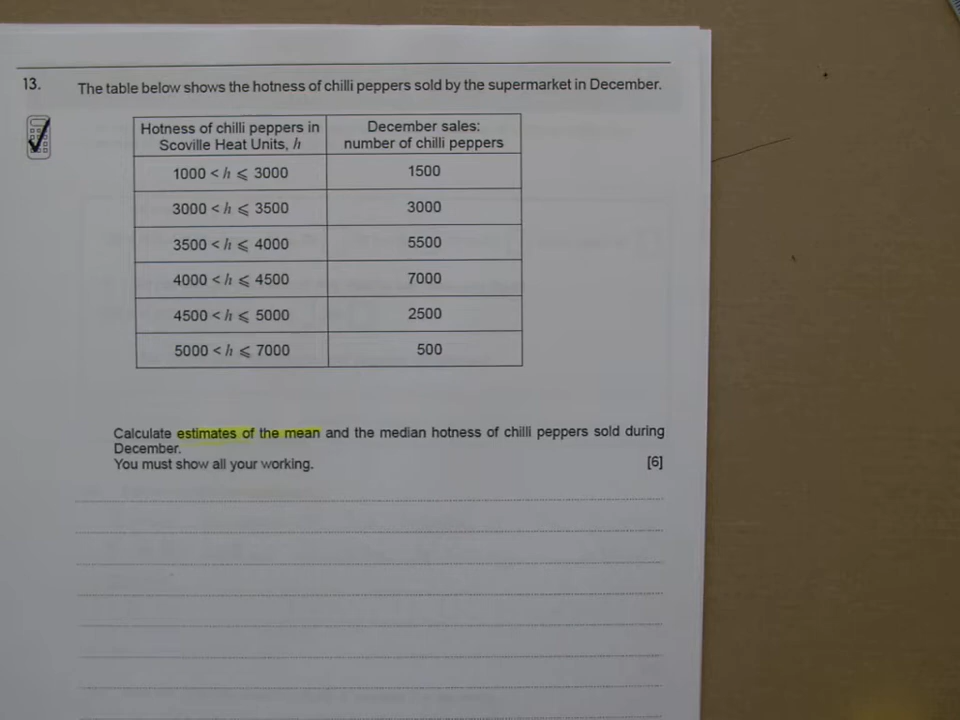 13. The table below shows the hotness of chilli peppers sold by the supermarket in December.
Hotness of chilli peppers in Scoville Heat Units, h | December sales: number of chilli peppers
1000 < h ⩽ 3000 1500
3000 < h ⩽ 3500 3000
3500 < h ⩽ 4000 5500
4000 < h ⩽ 4500 7000
4500 < h ⩽ 5000 2500
5000 < h ⩽ 7000 500
Calculate estimates of the mean and the median hotness of chilli peppers sold during
December.
You must show all your working. [6]